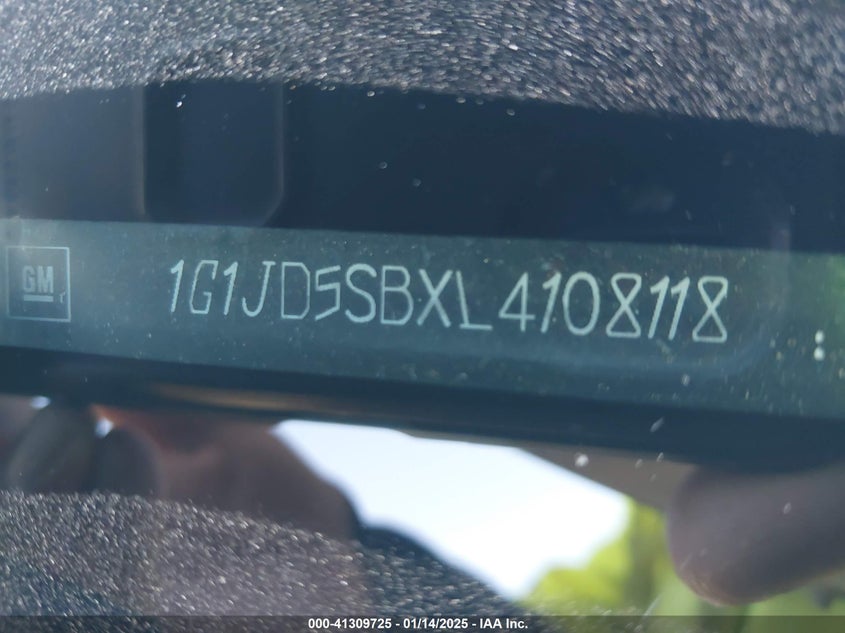 GM 1G1JD5SBXL4108118
000-41309725 - 01/14/2025 - IAA Inc.